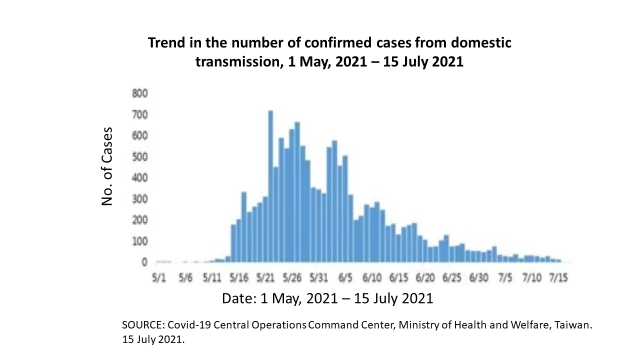 Trend in the number of confirmed cases from domestic
transmission, 1 May, 2021 – 15 July 2021
800
700
600
500
400
300
200
100
0
No. of Cases
5/1 5/6 5/11 5/16 5/21 5/26 5/31 6/5 6/10 6/15 6/20 6/25 6/30 7/5 7/10 7/15
Date: 1 May, 2021 – 15 July 2021
SOURCE: Covid-19 Central Operations Command Center, Ministry of Health and Welfare, Taiwan.
15 July 2021.